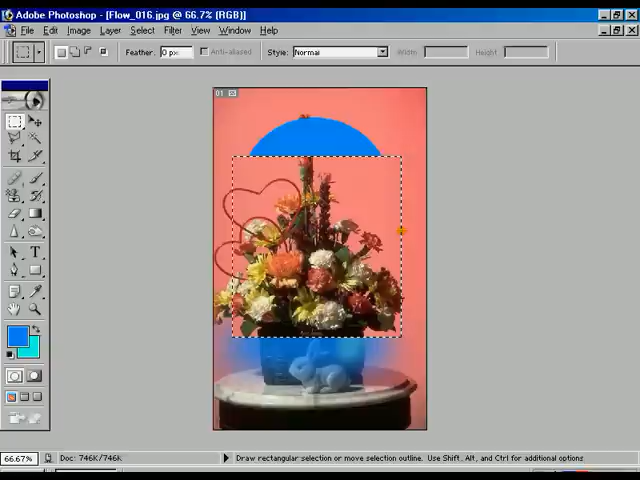 Adobe Photoshop - [Flow_016.jpg @ 66.7% (RGB)]
File Edit Image Layer Select Filter View Window Help
Feather: 0 px Anti-aliased Style: Normal Width: Height:
01
T
66.67% Doc: 746K/746K Draw rectangular selection or move selection outline. Use Shift, Alt, and Ctrl for additional options